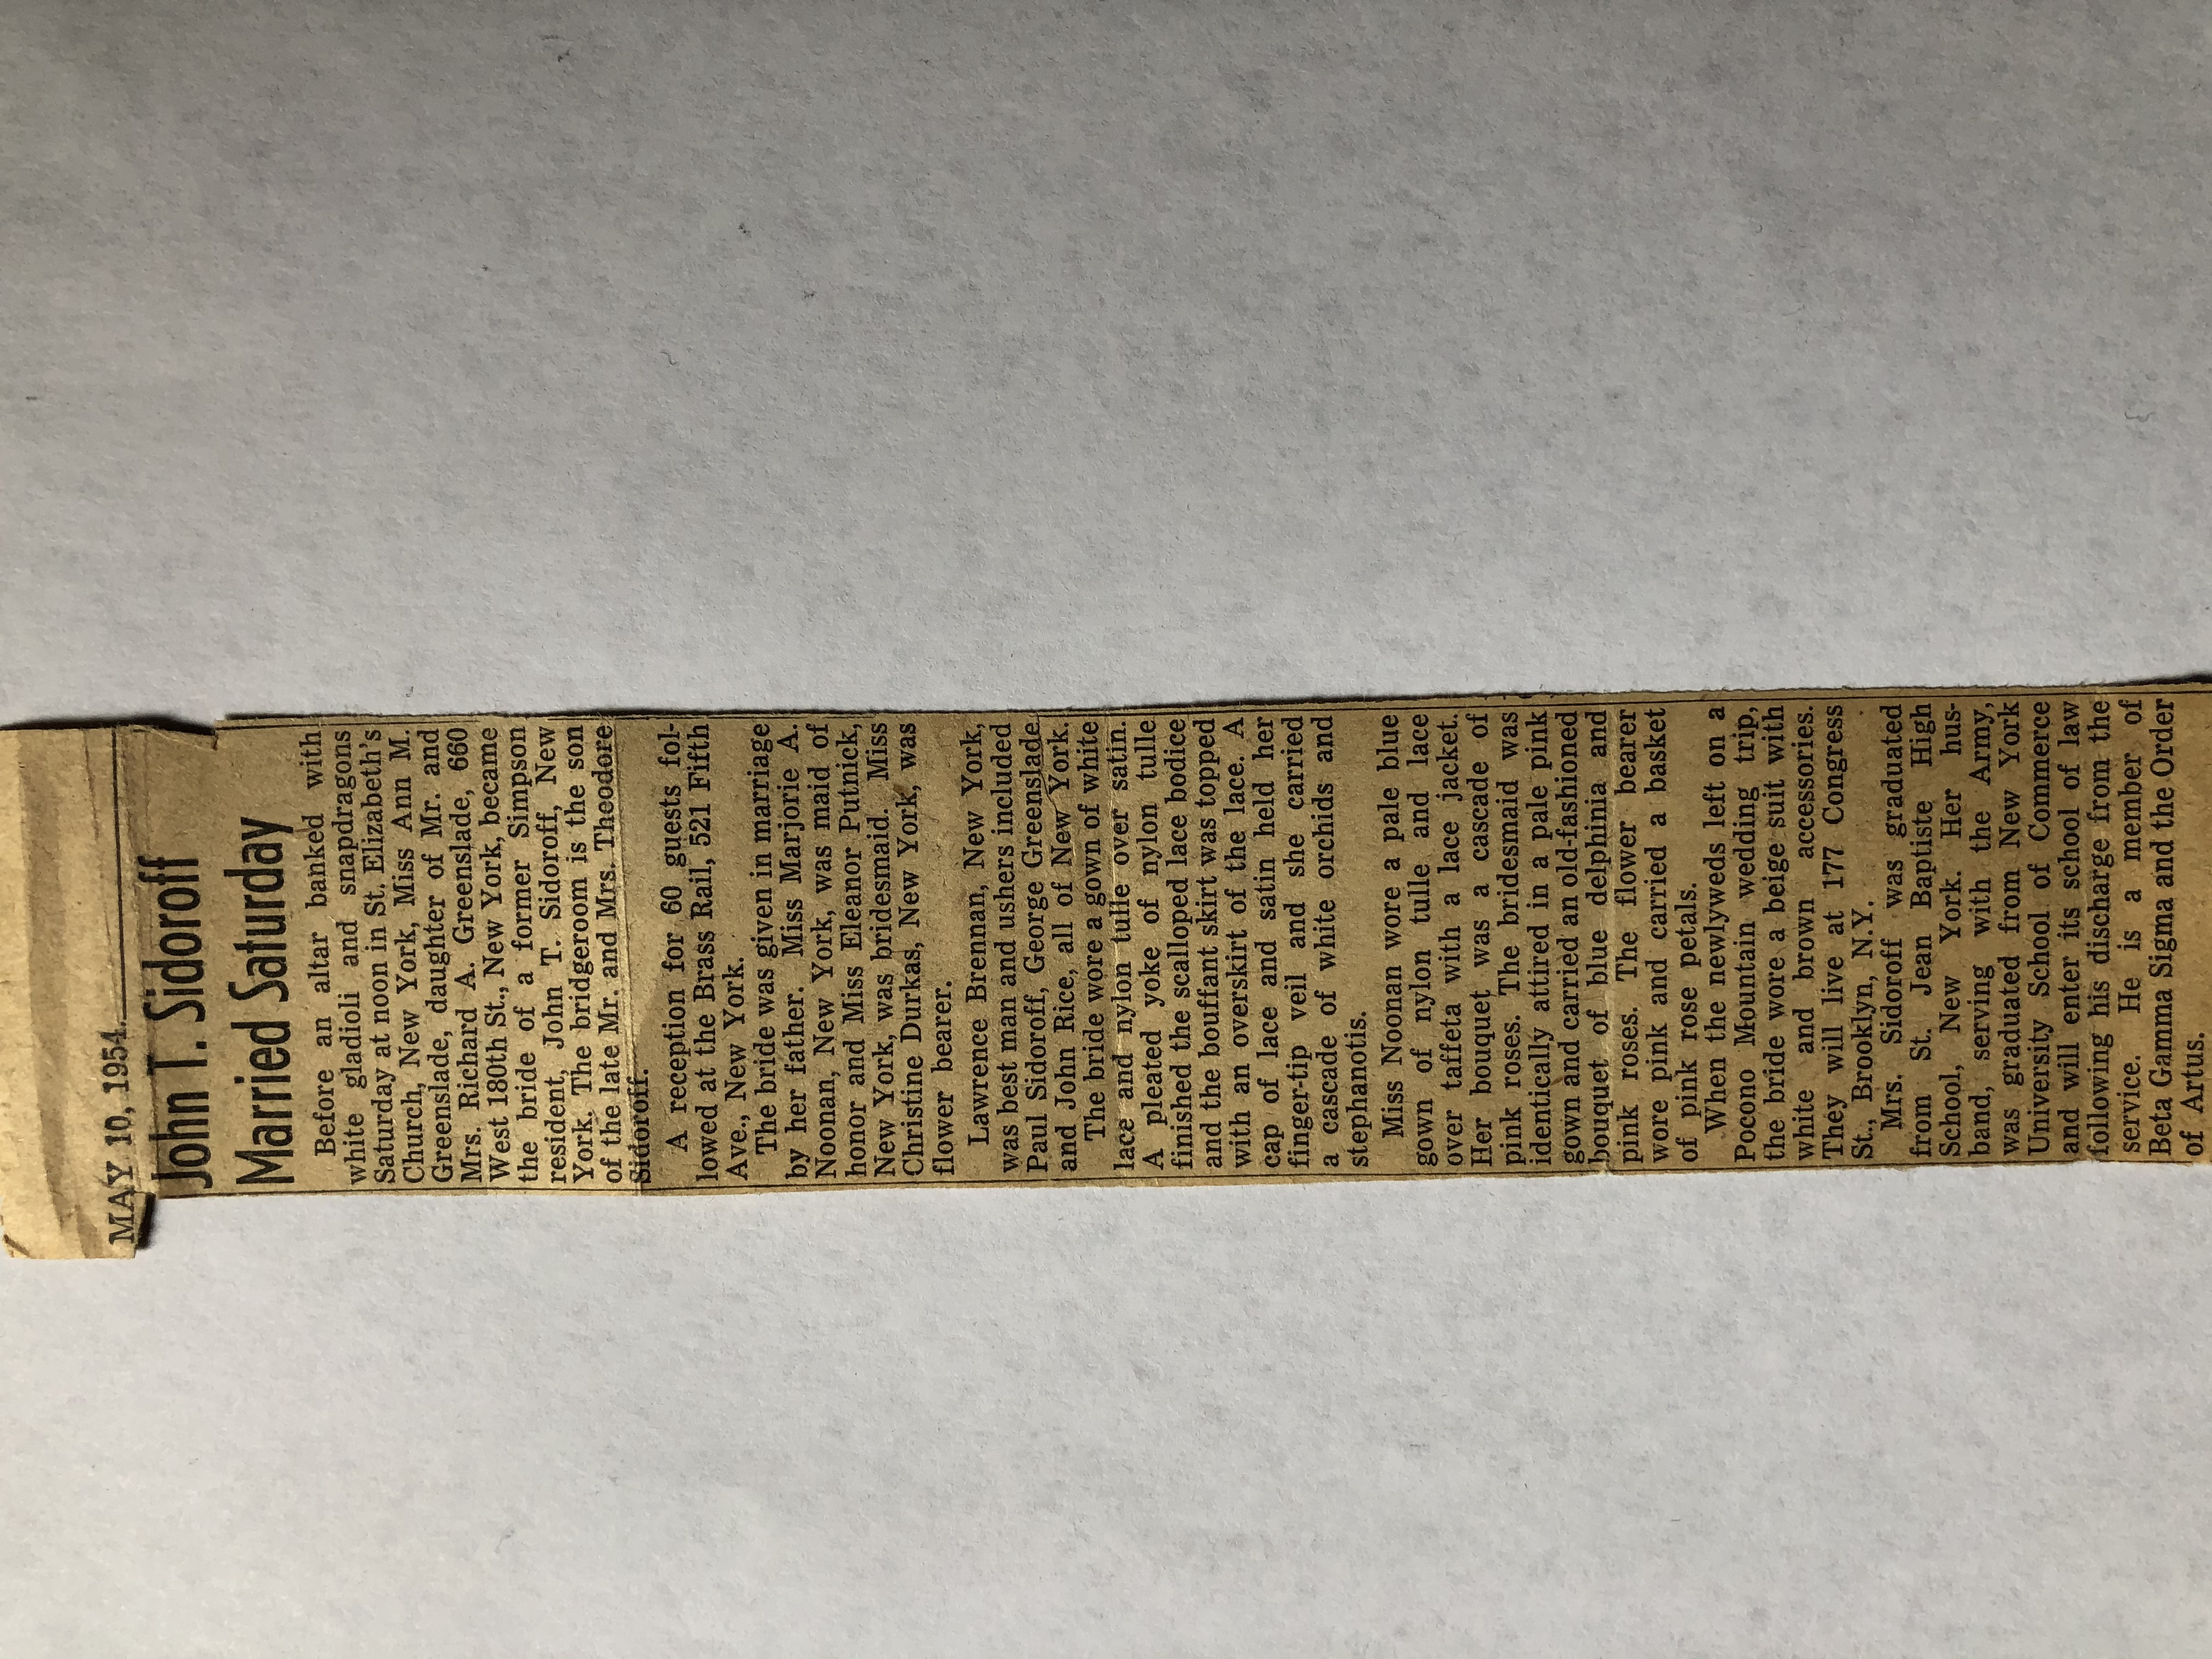 MAY 10, 1954.
John T. Sidoroff
Married Saturday
Before an altar banked with
white gladioli and snapdragons
Saturday at noon in St. Elizabeth's
Church, New York, Miss Ann M.
Greenslade, daughter of Mr. and
Mrs. Richard A. Greenslade, 660
West 180th St., New York, became
the bride of a former Simpson
resident, John T. Sidoroff, New
York. The bridgeroom is the son
of the late Mr. and Mrs. Theodore
Sidoroff.
A reception for 60 guests fol-
lowed at the Brass Rail, 521 Fifth
Ave., New York.
The bride was given in marriage
by her father. Miss Marjorie A.
Noonan, New York, was maid of
honor and Miss Eleanor Putnick,
New York, was bridesmaid. Miss
Christine Durkas, New York, was
flower bearer.
Lawrence Brennan, New York,
was best man and ushers included
Paul Sidoroff, George Greenslade
and John Rice, all of New York.
The bride wore a gown of white
lace and nylon tulle over satin.
A pleated yoke of nylon tulle
finished the scalloped lace bodice
and the bouffant skirt was topped
with an overskirt of the lace. A
cap of lace and satin held her
finger-tip veil and she carried
a cascade of white orchids and
stephanotis.
Miss Noonan wore a pale blue
gown of nylon tulle and lace
over taffeta with a lace jacket.
Her bouquet was a cascade of
pink roses. The bridesmaid was
identically attired in a pale pink
gown and carried an old-fashioned
bouquet of blue delphinia and
pink roses. The flower bearer
wore pink and carried a basket
of pink rose petals.
When the newlyweds left on a
Pocono Mountain wedding trip,
the bride wore a beige suit with
white and brown accessories.
They will live at 177 Congress
St., Brooklyn, N.Y.
Mrs. Sidoroff was graduated
from St. Jean Baptiste High
School, New York. Her hus-
band, serving with the Army,
was graduated from New York
University School of Commerce
and will enter its school of law
following his discharge from the
service. He is a member of
Beta Gamma Sigma and the Order
of Artus.